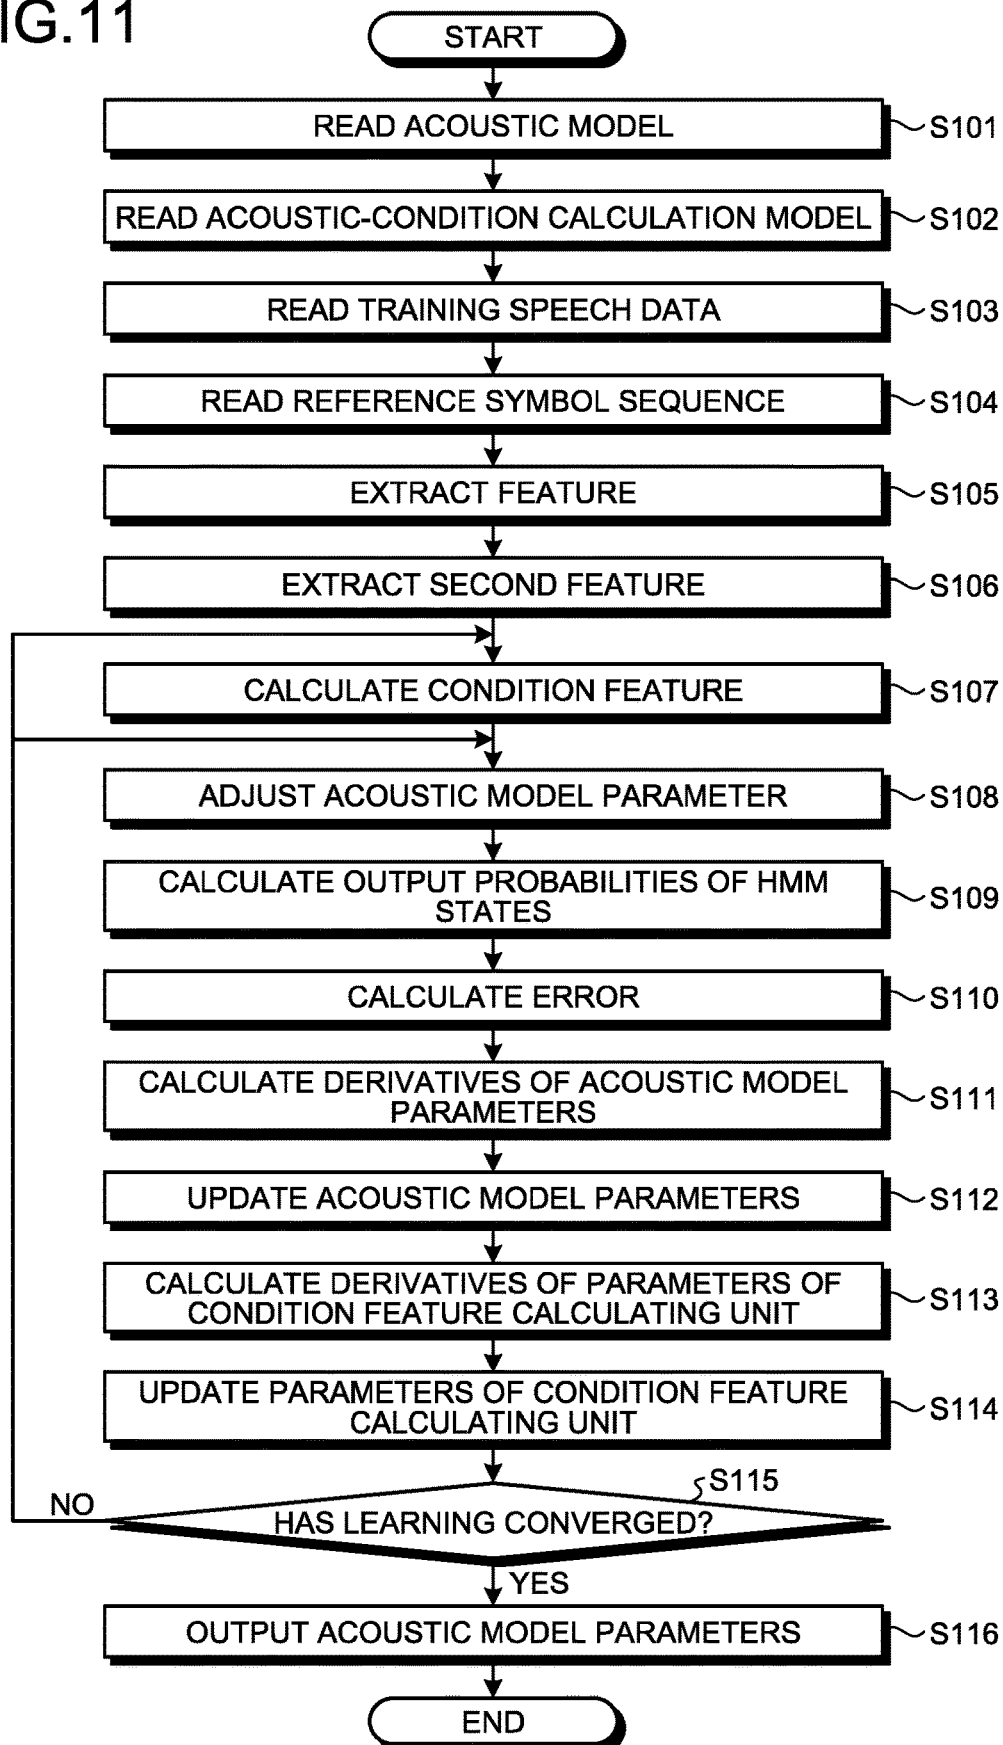 IG.11
START
READ ACOUSTIC MODEL
S101
READ ACOUSTIC-CONDITION CALCULATION MODEL
S102
READ TRAINING SPEECH DATA
S103
READ REFERENCE SYMBOL SEQUENCE
S104
EXTRACT FEATURE
S105
EXTRACT SECOND FEATURE
S106
CALCULATE CONDITION FEATURE
S107
ADJUST ACOUSTIC MODEL PARAMETER
S108
CALCULATE OUTPUT PROBABILITIES OF HMM
STATES
S109
CALCULATE ERROR
S110
CALCULATE DERIVATIVES OF ACOUSTIC MODEL
PARAMETERS
S111
UPDATE ACOUSTIC MODEL PARAMETERS
S112
CALCULATE DERIVATIVES OF PARAMETERS OF
CONDITION FEATURE CALCULATING UNIT
S113
UPDATE PARAMETERS OF CONDITION FEATURE
CALCULATING UNIT
S114
S115
NO
HAS LEARNING CONVERGED?
YES
OUTPUT ACOUSTIC MODEL PARAMETERS
S116
END